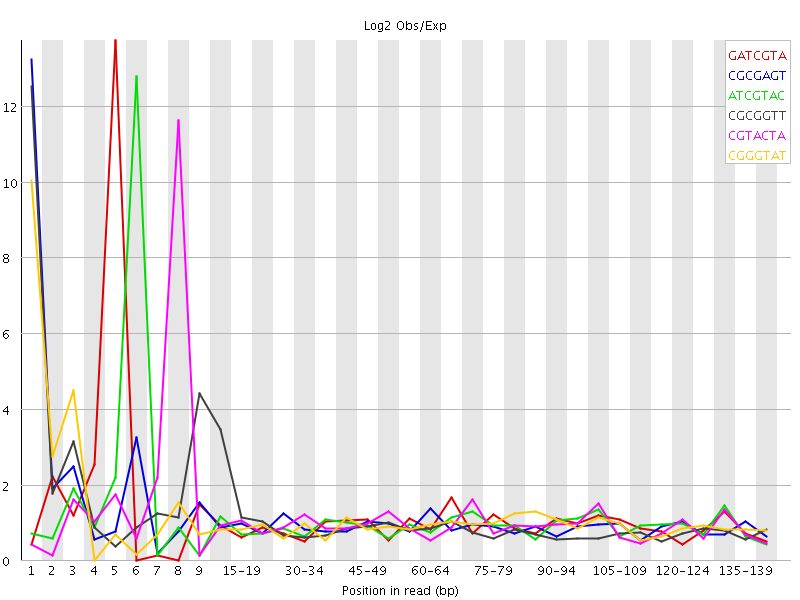 Log2 Obs/Exp
GATCGTA
CGCGAGT
ATCGTAC
CGCGGTT
CGTACTA
CGGGTAT
12
10
8
6
4
2
0
1 2 3 4 5 6 7 8 9 15-19 30-34 45-49 60-64 75-79 90-94 105-109 120-124 135-139
Position in read (bp)